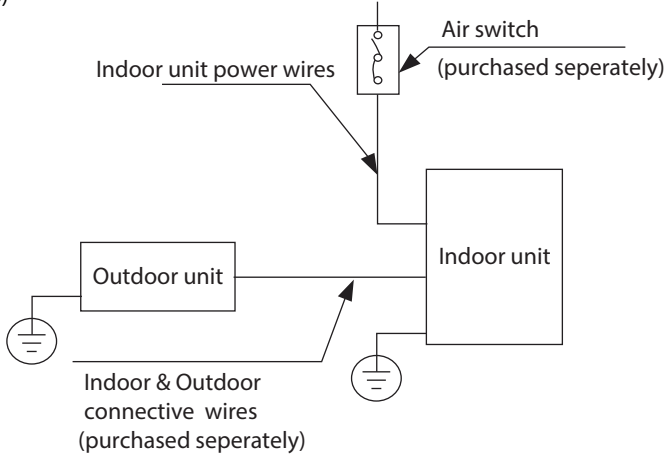 Air switch
(purchased seperately)
Indoor unit power wires
Indoor unit
Outdoor unit
Indoor & Outdoor
connective wires
(purchased seperately)